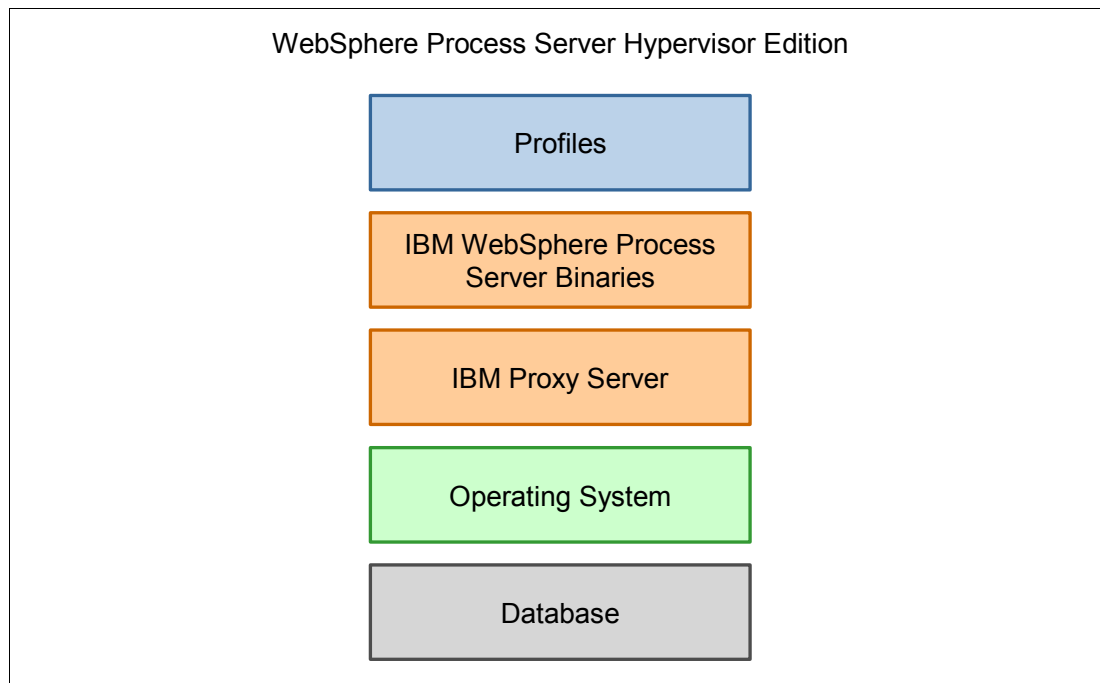 WebSphere Process Server Hypervisor Edition
Profiles
IBM WebSphere Process
Server Binaries
IBM Proxy Server
Operating System
Database